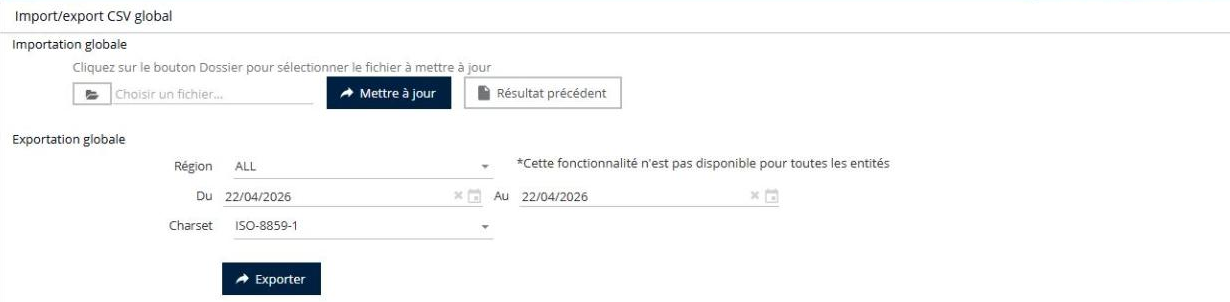 Import/export CSV global
Importation globale
Cliquez sur le bouton Dossier pour sélectionner le fichier à mettre à jour
Choisir un fichier... Mettre à jour Résultat précédent
Exportation globale
Région ALL *Cette fonctionnalité n'est pas disponible pour toutes les entités
Du 22/04/2026 Au 22/04/2026
Charset ISO-8859-1
Exporter